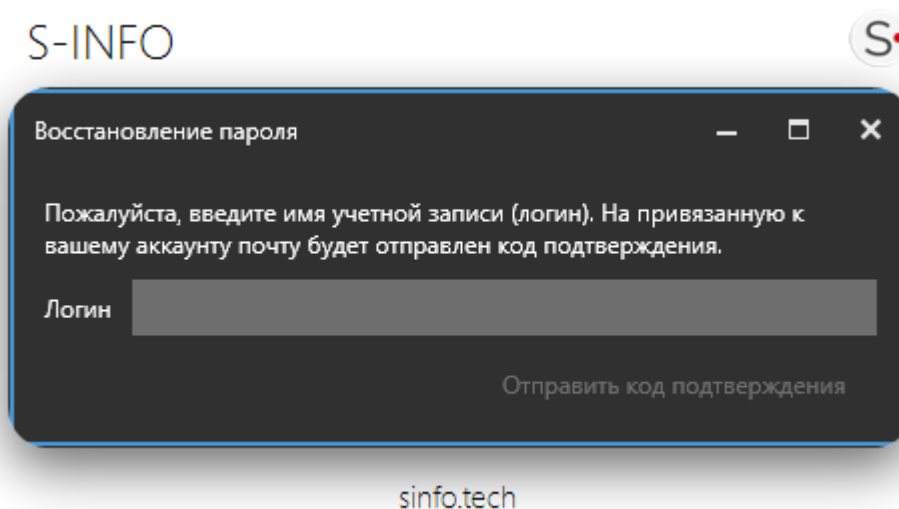 S-INFO
S
Восстановление пароля
Пожалуйста, введите имя учетной записи (логин). На привязанную к
вашему аккаунту почту будет отправлен код подтверждения.
Логин
Отправить код подтверждения
sinfo.tech